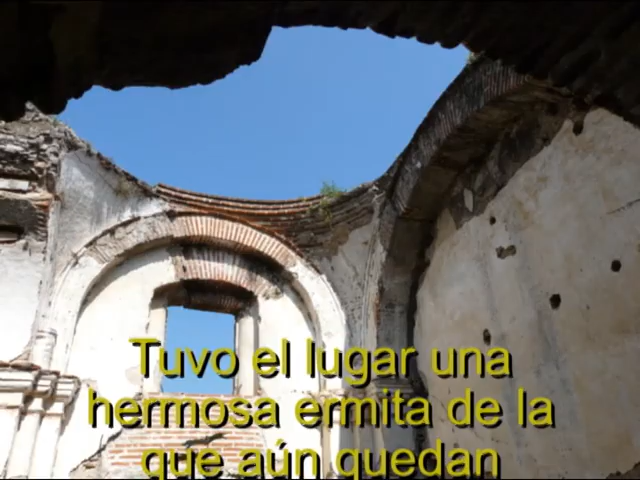 Tuvo el lugar una
hermosa ermita de la
que aún quedan